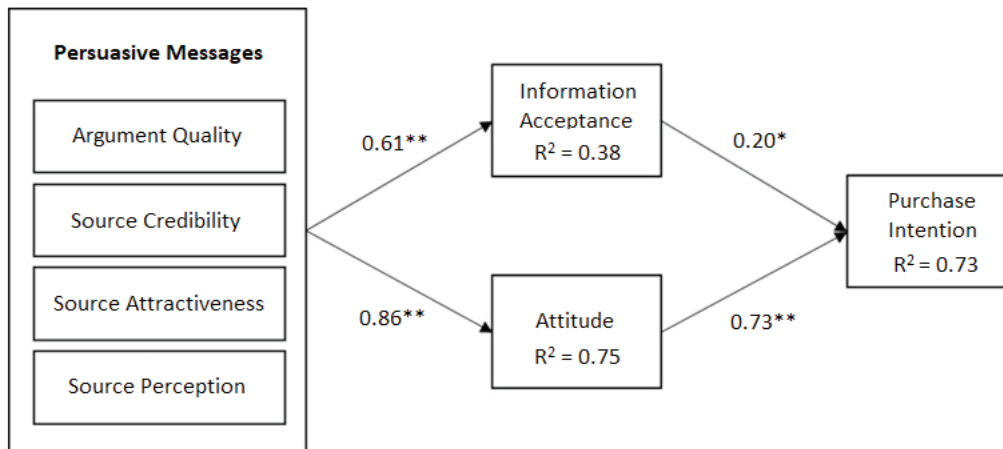 Persuasive Messages
Argument Quality
Source Credibility
Source Attractiveness
Source Perception
0.61**
0.86**
Information
Acceptance
R² = 0.38
Attitude
R² = 0.75
0.20*
0.73**
Purchase
Intention
R² = 0.73